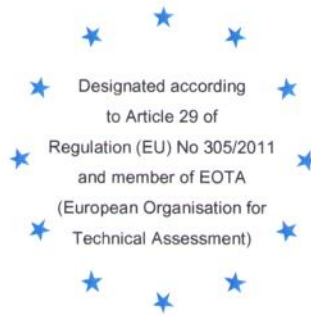 Designated according
to Article 29 of
Regulation (EU) No 305/2011
and member of EOTA
(European Organisation for
Technical Assessment)